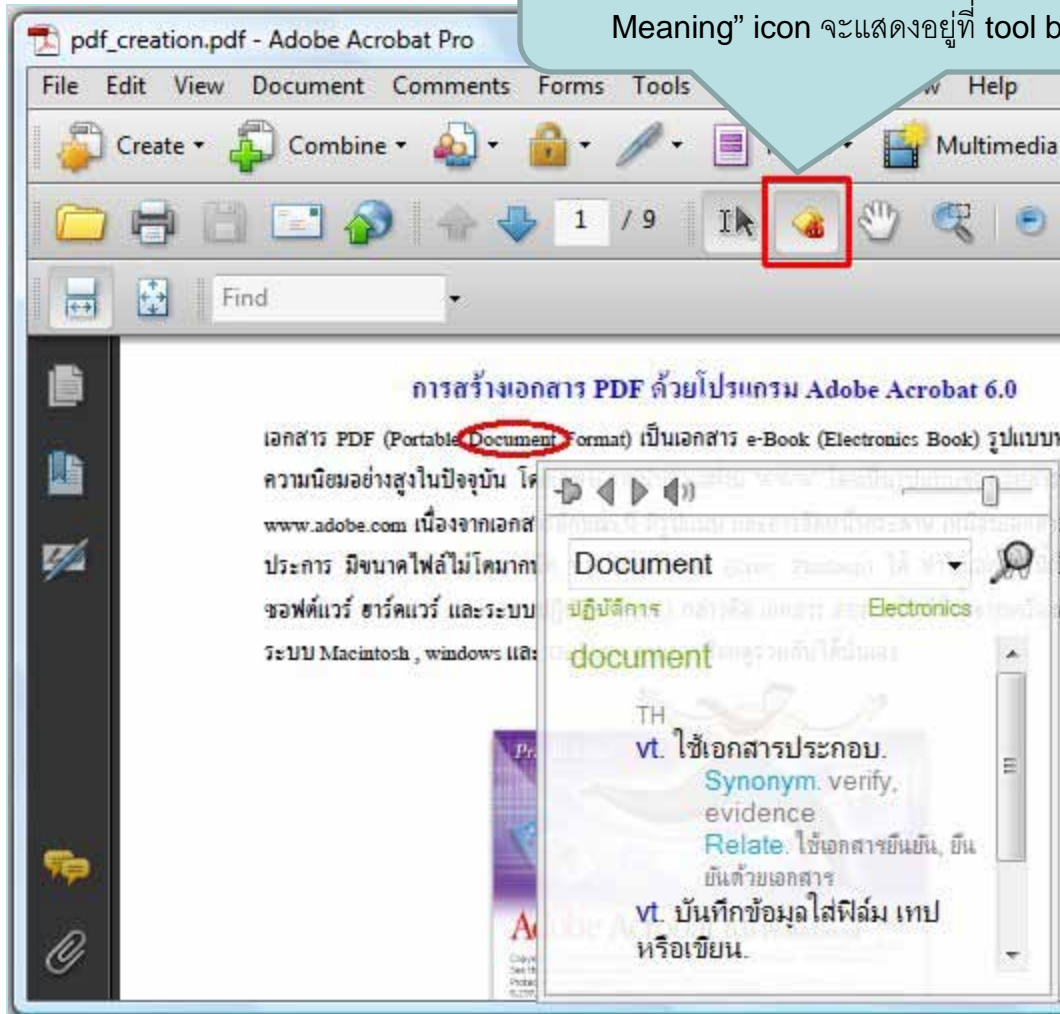 Meaning” icon จะแสดงอยู่ที่ tool b
pdf_creation.pdf - Adobe Acrobat Pro
File Edit View Document Comments Forms Tools w Help
Create Combine Multimedia
1 / 9
Find
การสร้างเอกสาร PDF ด้วยโปรแกรม Adobe Acrobat 6.0
เอกสาร PDF (Portable Document Format) เป็นเอกสาร e-Book (Electronics Book) รูปแบบ
ความนิยมอย่างสูงในปัจจุบัน โด
www.adobe.com เนื่องจากเอกส
ประการ มีขนาดไฟล์ไม่โตมาก
ซอฟต์แวร์ ฮาร์ดแวร์ และระบบ
ระบบ Macintosh , windows และ
Document
ปฏิบัติการ Electronics
document
TH
vt. ใช้เอกสารประกอบ.
Synonym. verify,
evidence
Relate. ใช้เอกสารยืนยัน, ยืน
ยันด้วยเอกสาร
vt. บันทึกข้อมูลใส่ฟิล์ม เทป
หรือเขียน.